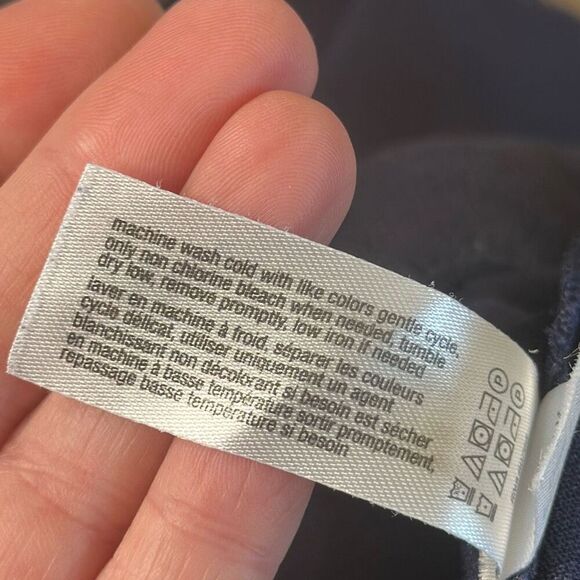 machine wash cold with like colors gentle cycle,
only non chlorine bleach when needed, tumble
dry low, remove promptly, low iron if needed
laver en machine à froid, séparer les couleurs
cycle délicat, utiliser uniquement un agent
blanchissant non décolorant si besoin est sécher
en machine à basse température sortir promptement,
repassage basse température si besoin